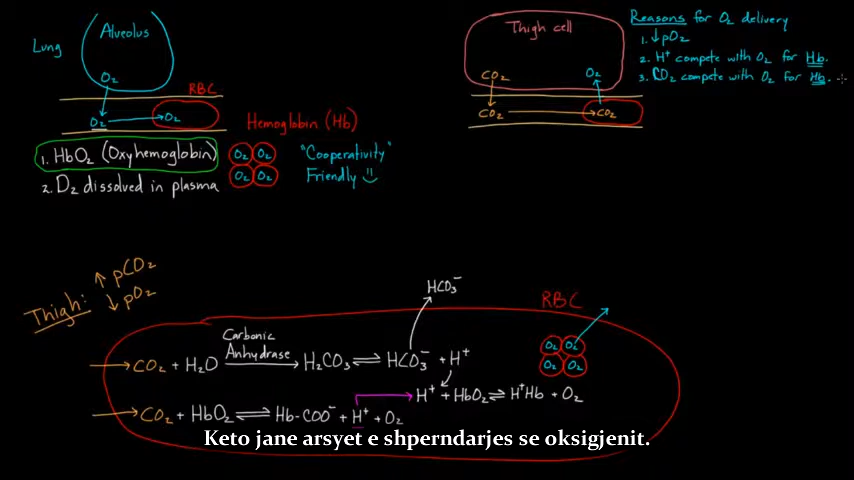 Lung
Alveolus
O₂
RBC
O₂ → O₂
Hemoglobin (Hb)
1. HbO₂ (Oxyhemoglobin)
2. O₂ dissolved in plasma
O₂ O₂
O₂ O₂
"Cooperativity"
Friendly
Thigh cell
CO₂ O₂
CO₂ → CO₂
Reasons for O₂ delivery
1. ↓pO₂
2. H⁺ compete with O₂ for Hb.
3. CO₂ compete with O₂ for Hb.
Thigh: ↑ pCO₂
↓ pO₂
HCO₃⁻
RBC
Carbonic
Anhydrase
CO₂ + H₂O → H₂CO₃ ⇌ HCO₃⁻ + H⁺
O₂ O₂
O₂ O₂
H⁺ + HbO₂ ⇌ H⁺Hb + O₂
CO₂ + HbO₂ ⇌ Hb-COO⁻ + H⁺ + O₂
Keto jane arsyet e shperndarjes se oksigjenit.